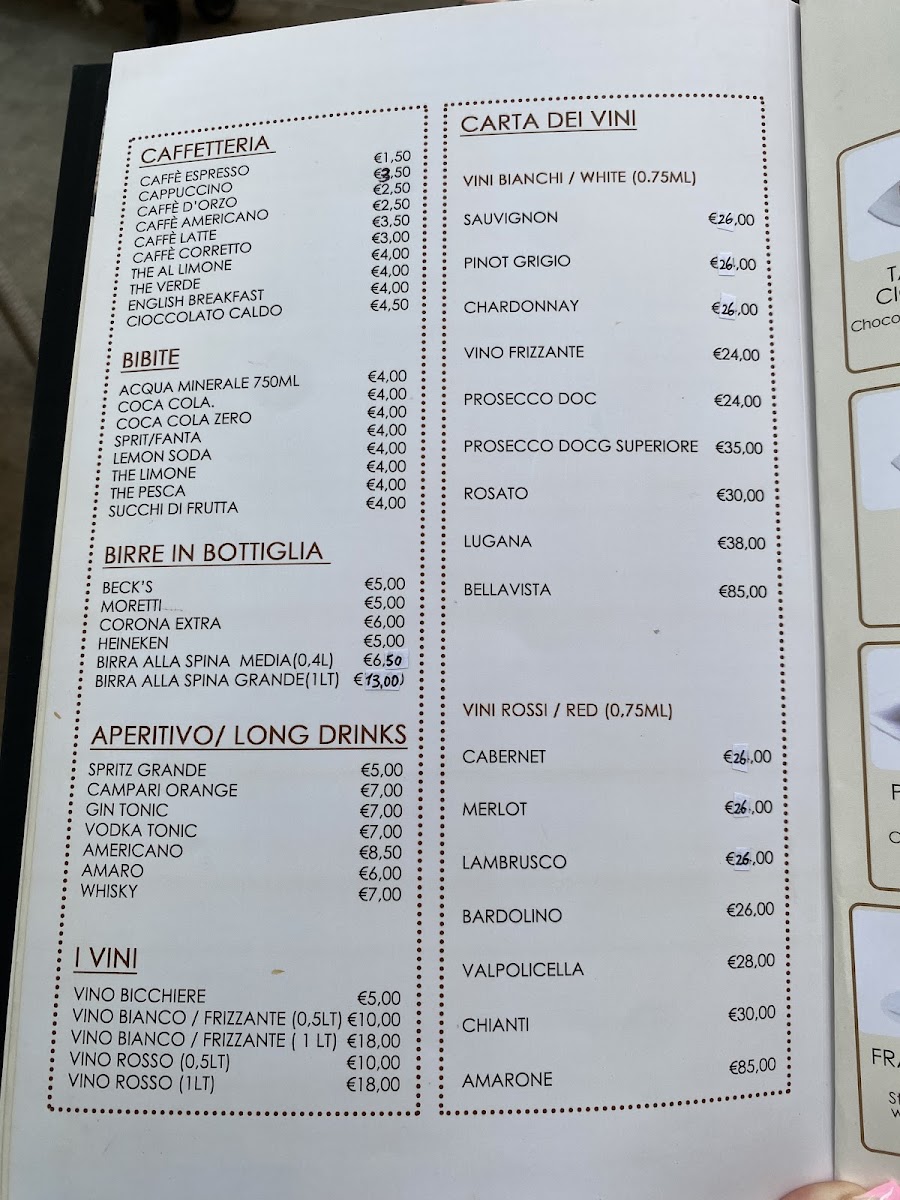 CAFFETTERIA
CAFFÈ ESPRESSO €1,50
CAPPUCCINO €3,50
CAFFÈ D'ORZO €2,50
CAFFÈ AMERICANO €2,50
CAFFÈ LATTE €3,50
CAFFÈ CORRETTO €3,00
THE AL LIMONE €4,00
THE VERDE €4,00
ENGLISH BREAKFAST €4,00
CIOCCOLATO CALDO €4,50
BIBITE
ACQUA MINERALE 750ML €4,00
COCA COLA. €4,00
COCA COLA ZERO €4,00
SPRIT/FANTA €4,00
LEMON SODA €4,00
THE LIMONE €4,00
THE PESCA €4,00
SUCCHI DI FRUTTA €4,00
BIRRE IN BOTTIGLIA
BECK'S €5,00
MORETTI €5,00
CORONA EXTRA €6,00
HEINEKEN €5,00
BIRRA ALLA SPINA MEDIA(0,4L) €6,50
BIRRA ALLA SPINA GRANDE(1LT) €13,00
APERITIVO/ LONG DRINKS
SPRITZ GRANDE €5,00
CAMPARI ORANGE €7,00
GIN TONIC €7,00
VODKA TONIC €7,00
AMERICANO €8,50
AMARO €6,00
WHISKY €7,00
I VINI
VINO BICCHIERE €5,00
VINO BIANCO / FRIZZANTE (0,5LT) €10,00
VINO BIANCO / FRIZZANTE ( 1 LT) €18,00
VINO ROSSO (0,5LT) €10,00
VINO ROSSO (1LT) €18,00
CARTA DEI VINI
VINI BIANCHI / WHITE (0.75ML)
SAUVIGNON €26,00
PINOT GRIGIO €26,00
CHARDONNAY €26,00
VINO FRIZZANTE €24,00
PROSECCO DOC €24,00
PROSECCO DOCG SUPERIORE €35,00
ROSATO €30,00
LUGANA €38,00
BELLAVISTA €85,00
VINI ROSSI / RED (0,75ML)
CABERNET €26,00
MERLOT €26,00
LAMBRUSCO €26,00
BARDOLINO €26,00
VALPOLICELLA €28,00
CHIANTI €30,00
AMARONE €85,00